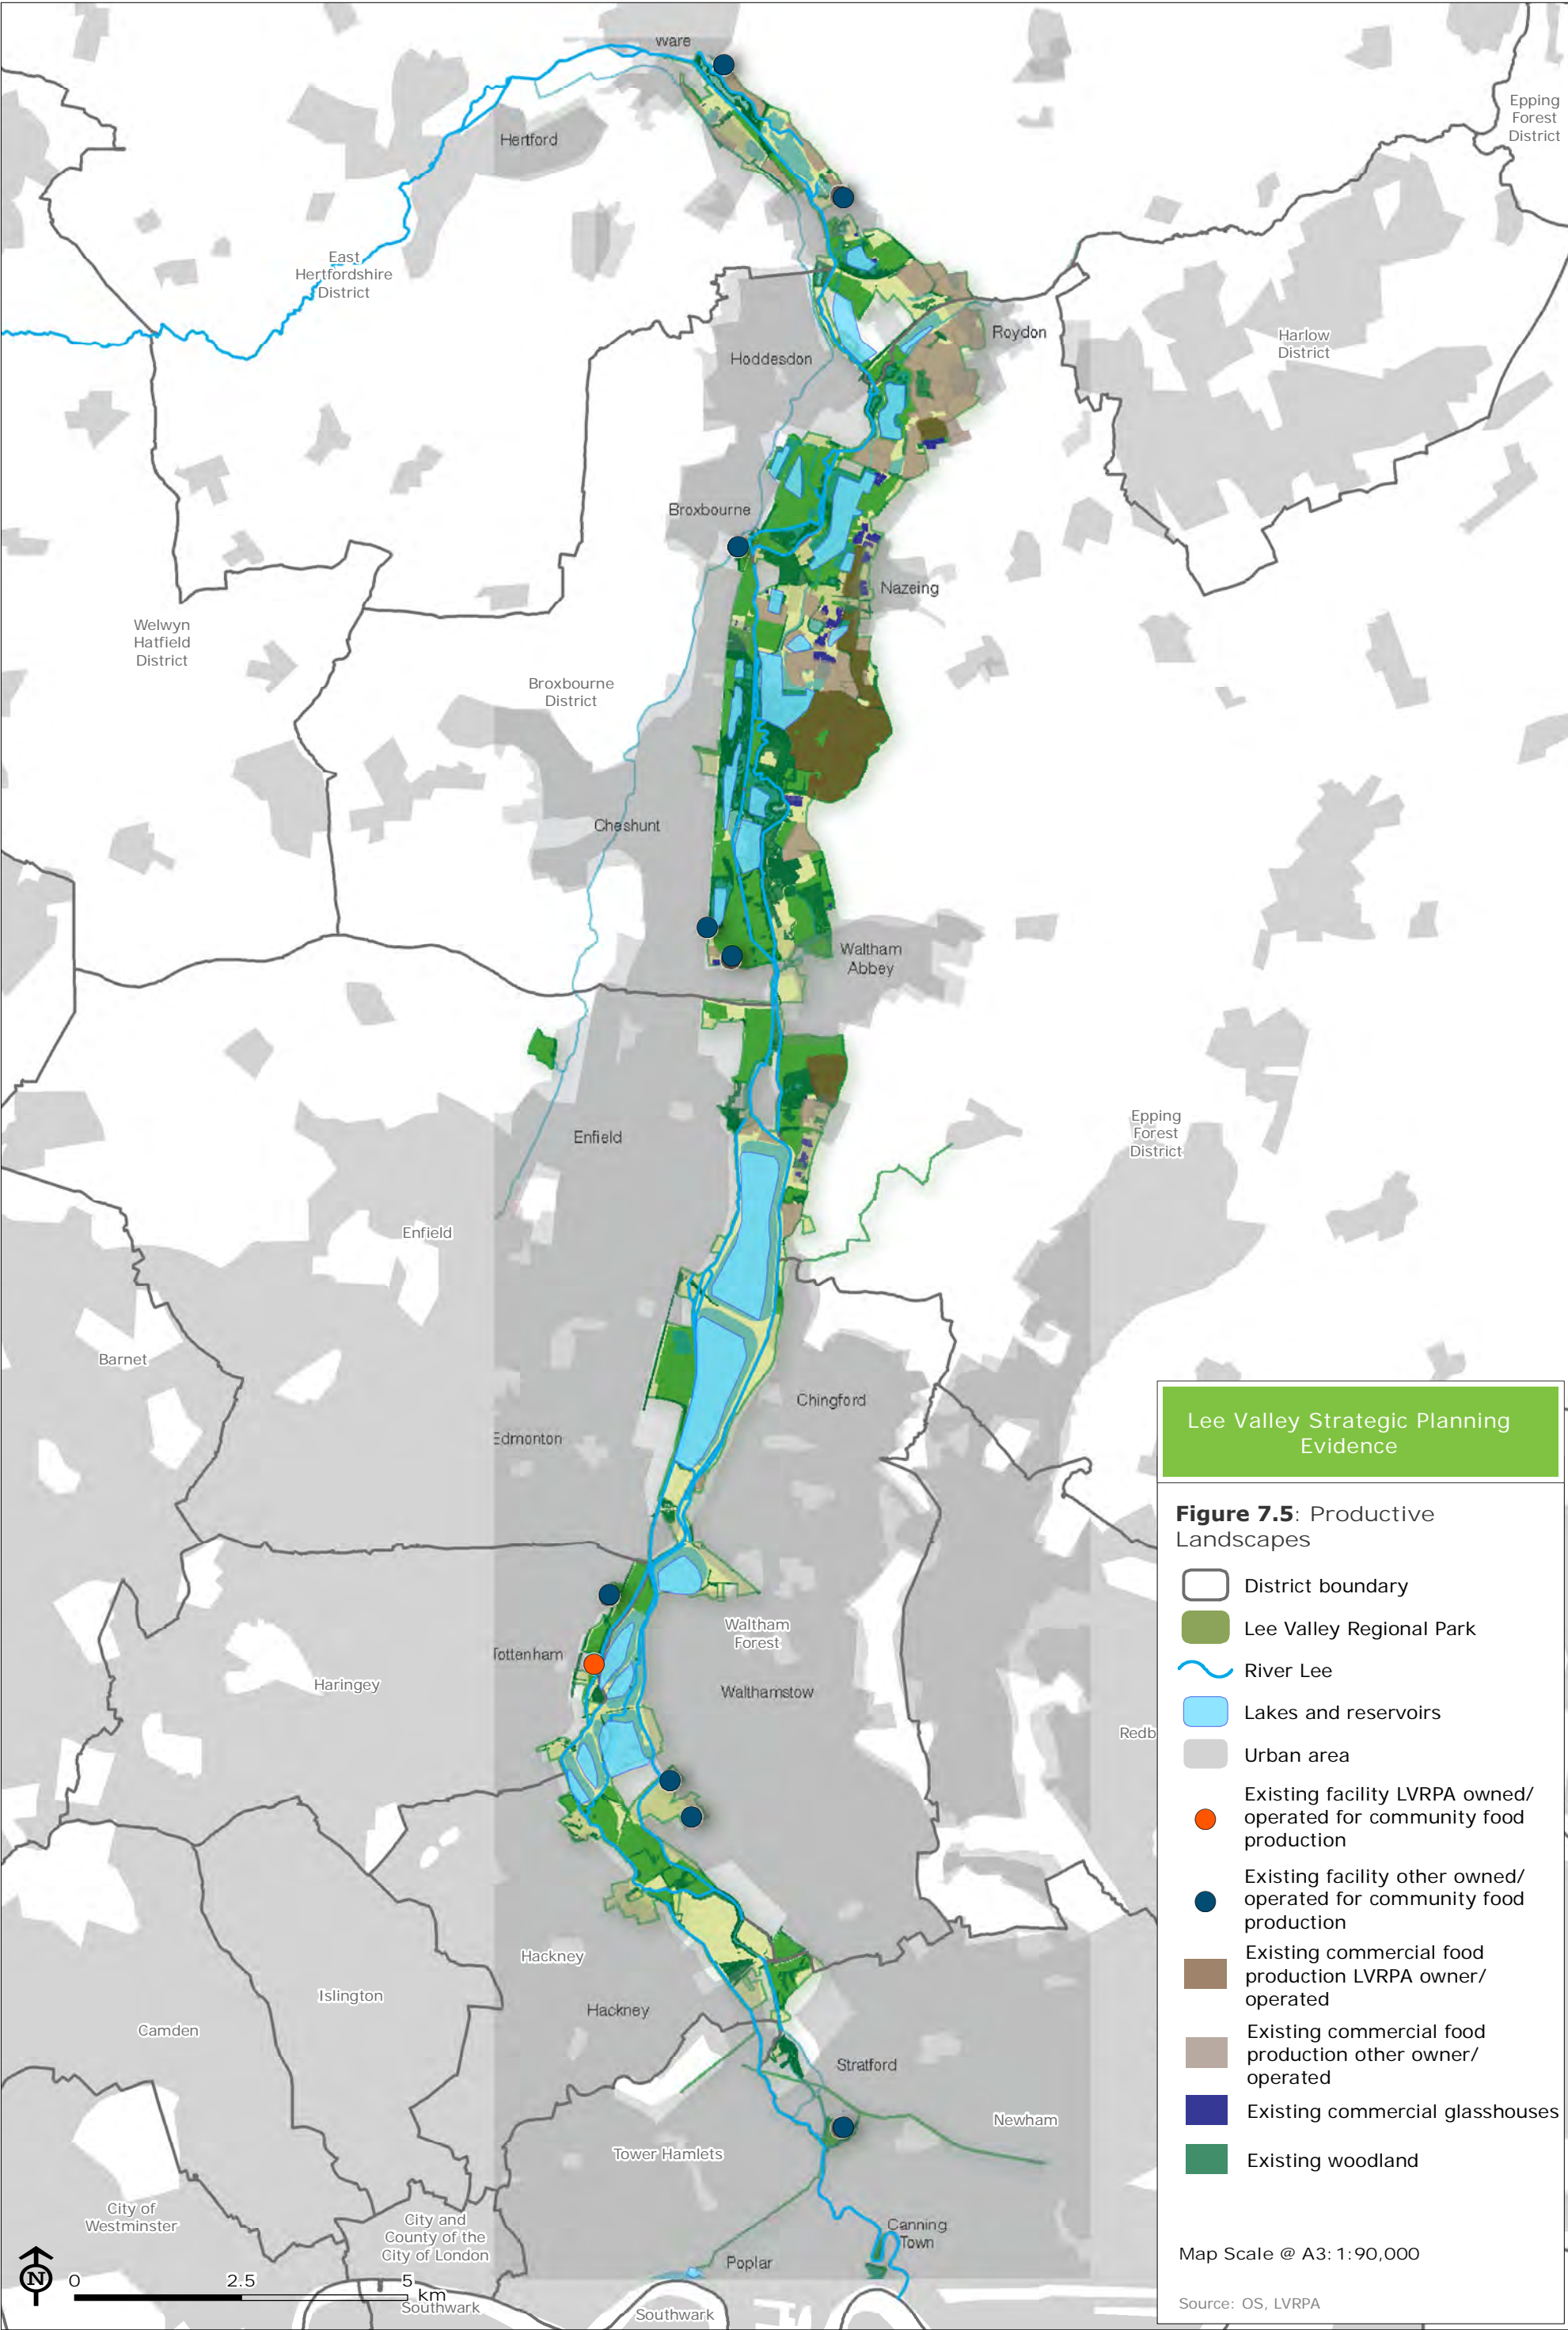 Ware
Epping
Forest
District
Hertford
East
Hertfordshire
District
Roydon
Harlow
District
Hoddesdon
Broxbourne
Nazeing
Welwyn
Hatfield
District
Broxbourne
District
Cheshunt
Waltham
Abbey
Enfield
Epping
Forest
District
Enfield
Barnet
Chingford
Edmonton
Waltham
Forest
Tottenham
Haringey
Walthamstow
Redb
Hackney
Islington
Hackney
Camden
Stratford
Newham
Tower Hamlets
City of
Westminster
City and
County of the
City of London
Canning
Town
Poplar
N
0
2.5
5
km
Southwark
Southwark
Lee Valley Strategic Planning
Evidence
Figure 7.5: Productive
Landscapes
District boundary
Lee Valley Regional Park
River Lee
Lakes and reservoirs
Urban area
Existing facility LVRPA owned/
operated for community food
production
Existing facility other owned/
operated for community food
production
Existing commercial food
production LVRPA owner/
operated
Existing commercial food
production other owner/
operated
Existing commercial glasshouses
Existing woodland
Map Scale @ A3: 1:90,000
Source: OS, LVRPA